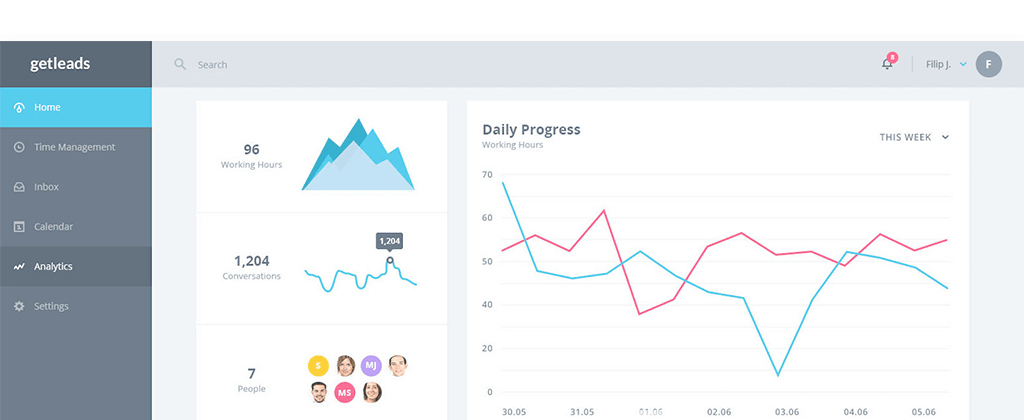 getleads
Search
8
Filip J.
F
Home
Time Management
Inbox
Calendar
Analytics
Settings
96
Working Hours
1,204
1,204
Conversations
7
People
S
MJ
MS
Daily Progress
Working Hours
THIS WEEK
70
60
50
40
20
0
30.05 31.05 01.06 02.06 03.06 04.06 05.06